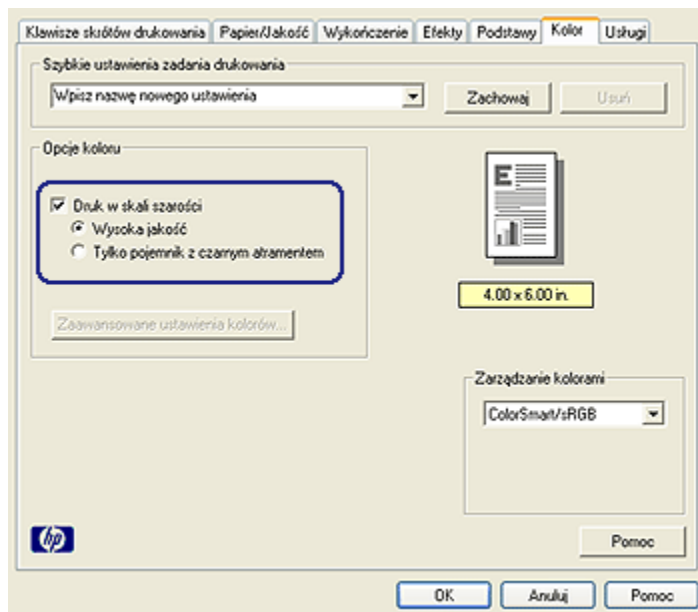 Klawisze skrótów drukowania Papier/Jakość Wykończenie Efekty Podstawy Kolor Usługi
Szybkie ustawienia zadania drukowania
Wpisz nazwę nowego ustawienia Zachowaj Usuń
Opcje koloru
Druk w skali szarości
Wysoka jakość
Tylko pojemnik z czarnym atramentem
E
4.00 x 6.00 in.
Zaawansowane ustawienia kolorów...
Zarządzanie kolorami
ColorSmart/sRGB
hp
Pomoc
OK Anuluj Pomoc